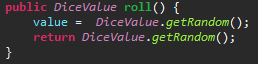 public DiceValue roll() {
value = DiceValue.getRandom();
return DiceValue.getRandom();
}